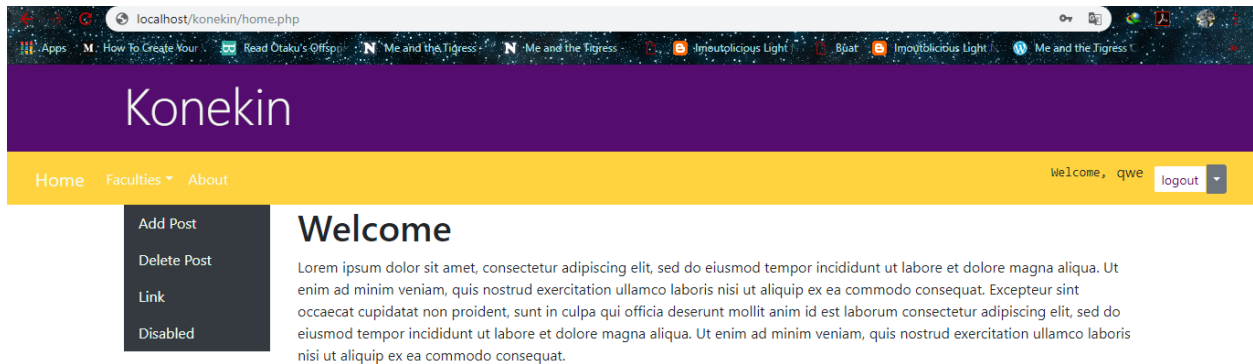 localhost/konekin/home.php
Apps M How To Create Your Read Otaku's Offspri N Me and the Tigress - N Me and the Tigress - Imoutolicious Light Buat Imoutolicious Light N Me and the Tigress
Konekin
Home Faculties About Welcome, qwe logout
Add Post
Delete Post
Link
Disabled
Welcome
Lorem ipsum dolor sit amet, consectetur adipiscing elit, sed do eiusmod tempor incididunt ut labore et dolore magna aliqua. Ut
enim ad minim veniam, quis nostrud exercitation ullamco laboris nisi ut aliquip ex ea commodo consequat. Excepteur sint
occaecat cupidatat non proident, sunt in culpa qui officia deserunt mollit anim id est laborum consectetur adipiscing elit, sed do
eiusmod tempor incididunt ut labore et dolore magna aliqua. Ut enim ad minim veniam, quis nostrud exercitation ullamco laboris
nisi ut aliquip ex ea commodo consequat.